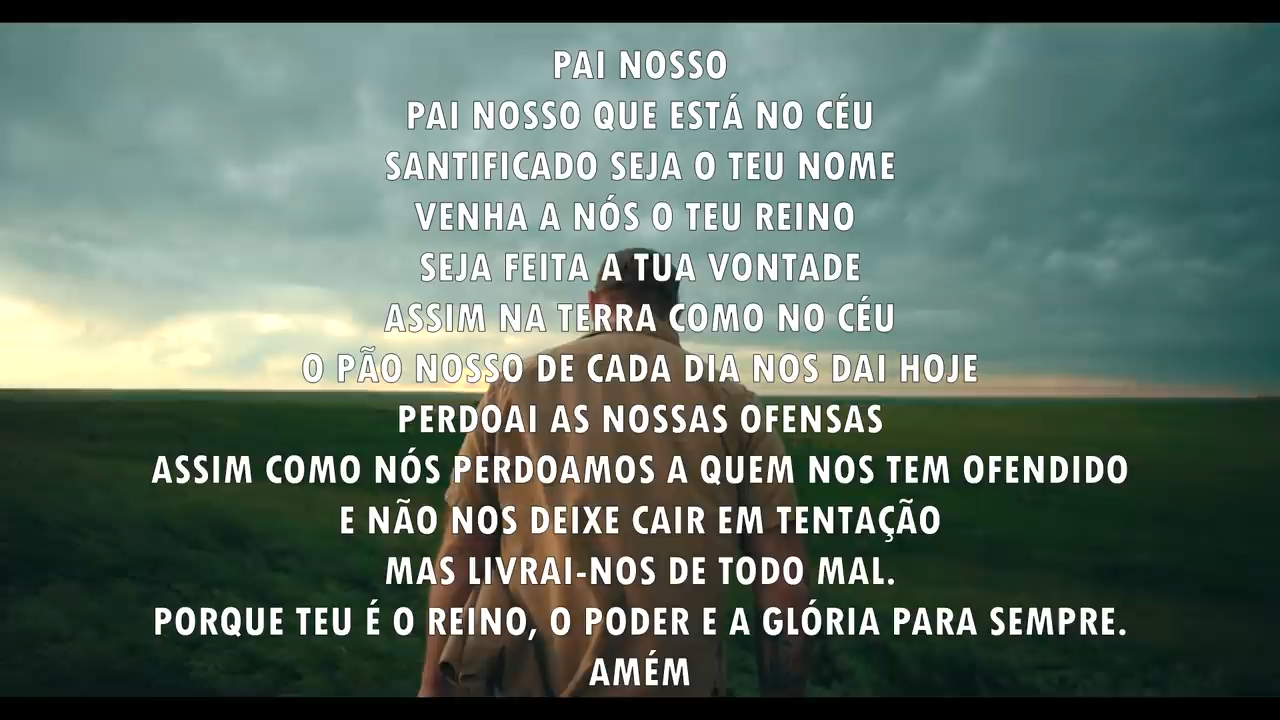 PAI NOSSO
PAI NOSSO QUE ESTÁ NO CÉU
SANTIFICADO SEJA O TEU NOME
VENHA A NÓS O TEU REINO
SEJA FEITA A TUA VONTADE
ASSIM NA TERRA COMO NO CÉU
O PÃO NOSSO DE CADA DIA NOS DAI HOJE
PERDOAI AS NOSSAS OFENSAS
ASSIM COMO NÓS PERDOAMOS A QUEM NOS TEM OFENDIDO
E NÃO NOS DEIXE CAIR EM TENTAÇÃO
MAS LIVRAI-NOS DE TODO MAL.
PORQUE TEU É O REINO, O PODER E A GLÓRIA PARA SEMPRE.
AMÉM